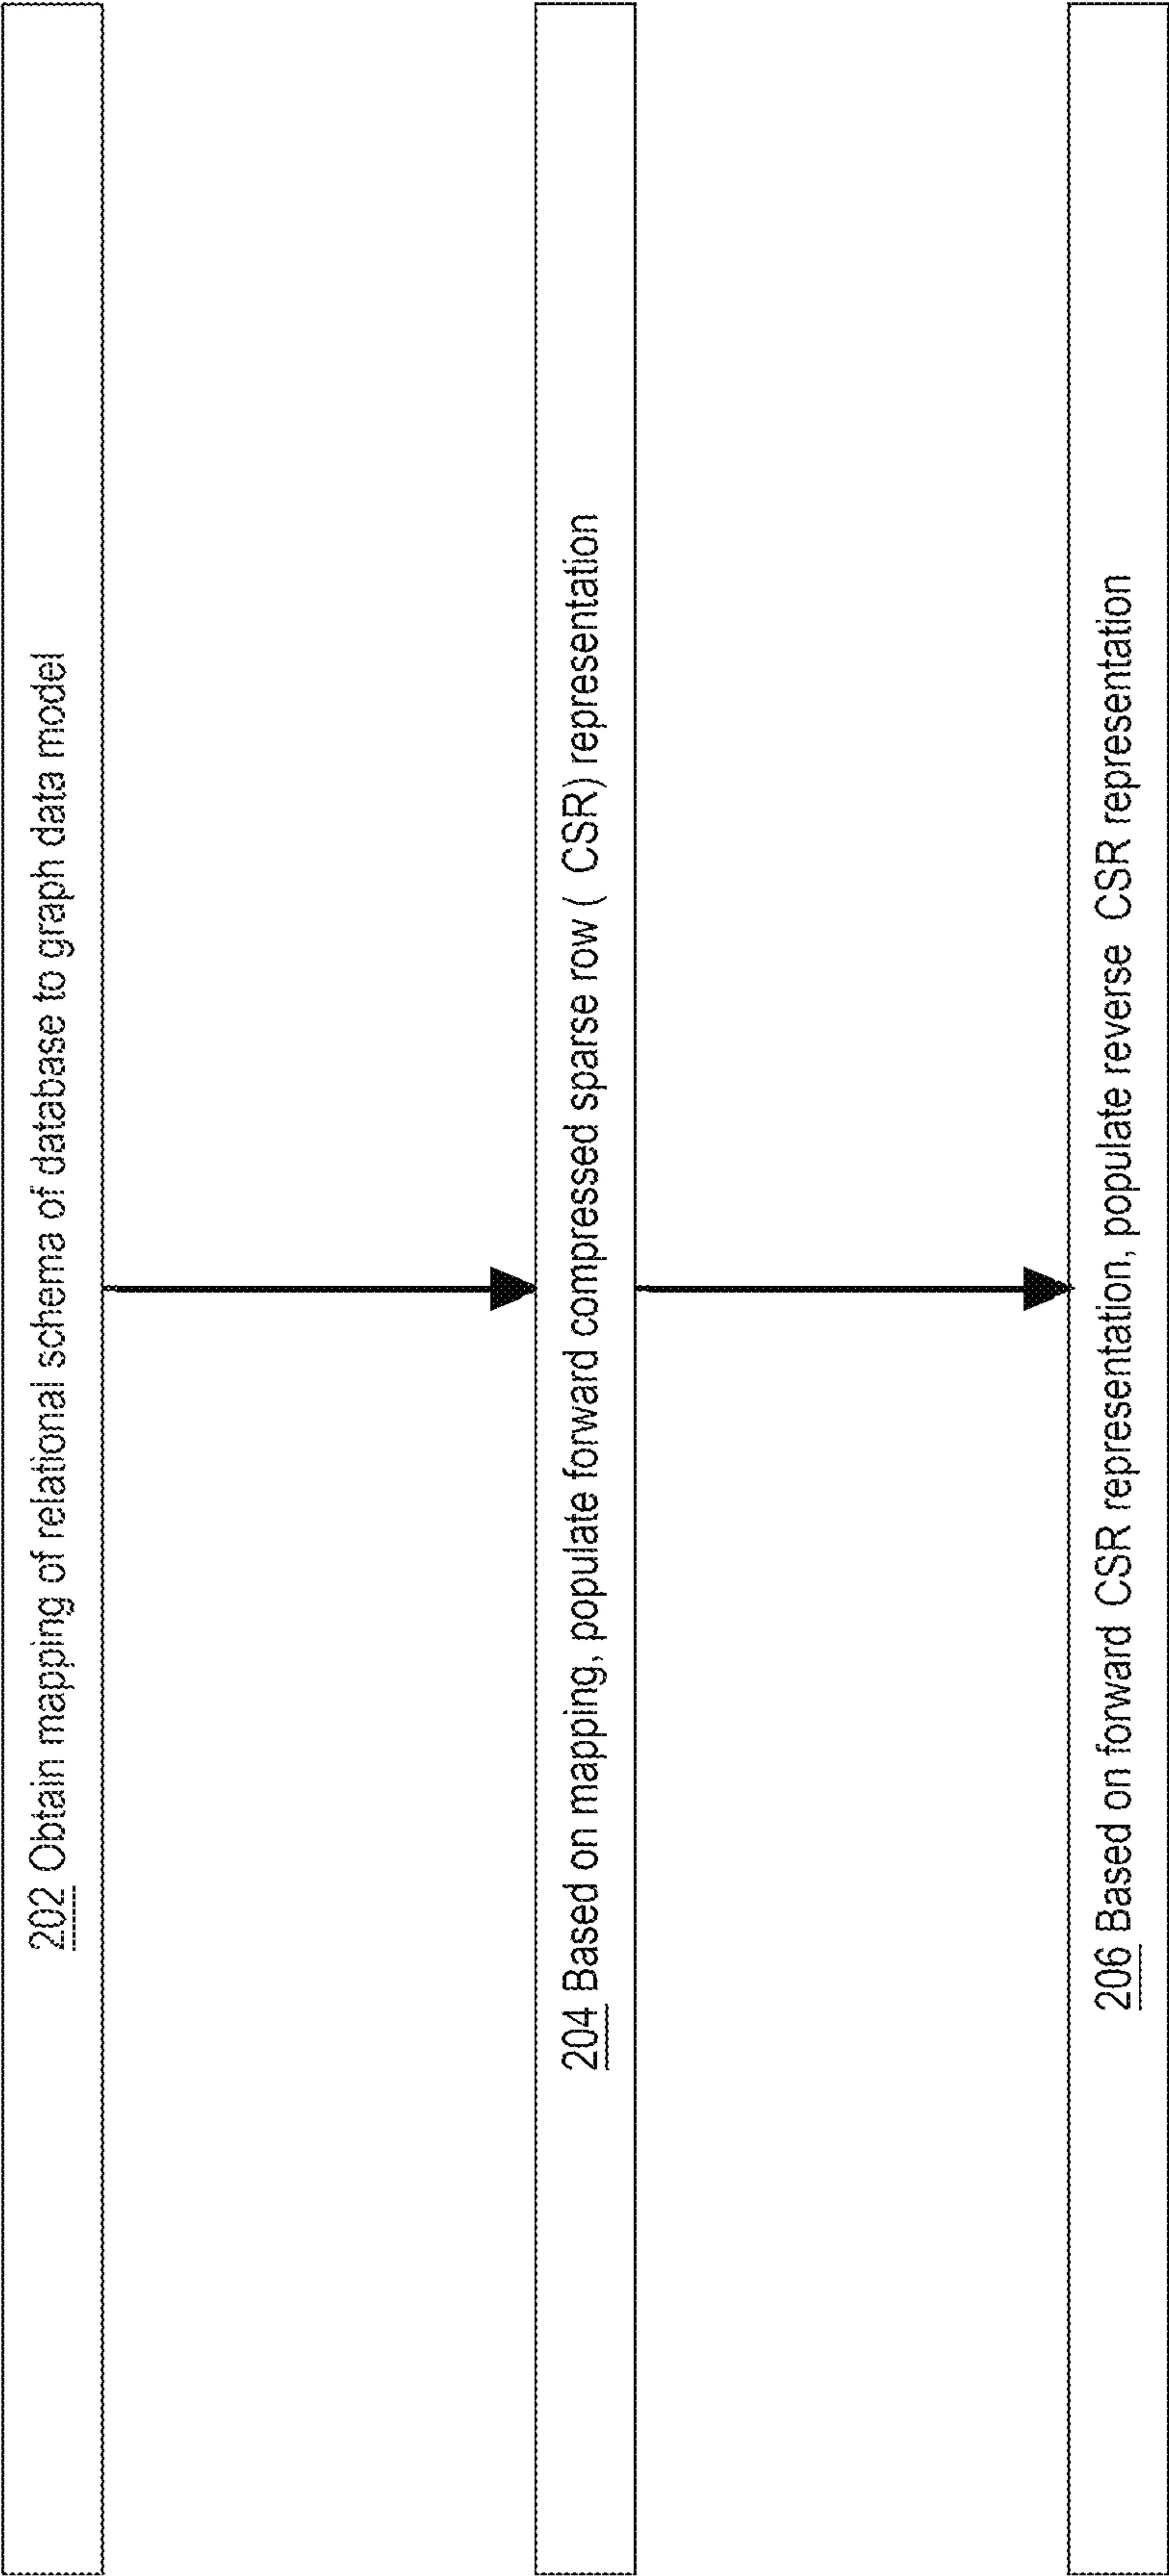 202 Obtain mapping of relational schema of database to graph data model
204 Based on mapping, populate forward compressed sparse row ( CSR) representation
206 Based on forward CSR representation, populate reverse CSR representation